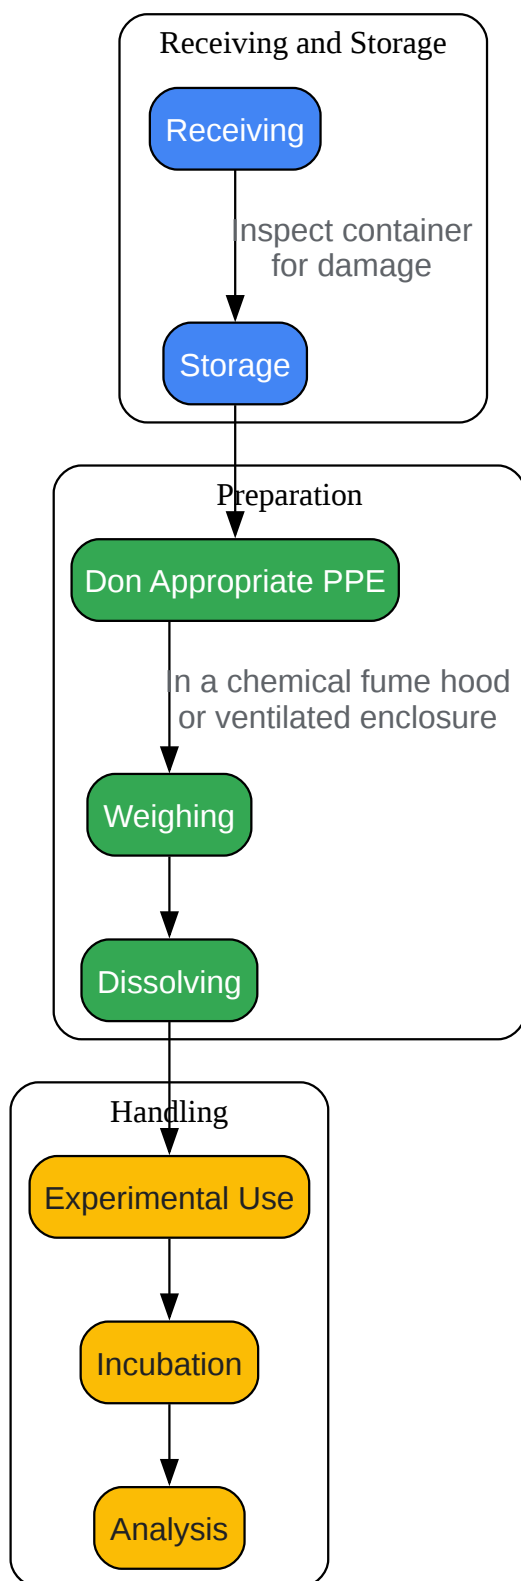 Receiving and Storage
Receiving
Inspect container
for damage
Storage
Preparation
Don Appropriate PPE
In a chemical fume hood
or ventilated enclosure
Weighing
Dissolving
Handling
Experimental Use
Incubation
Analysis